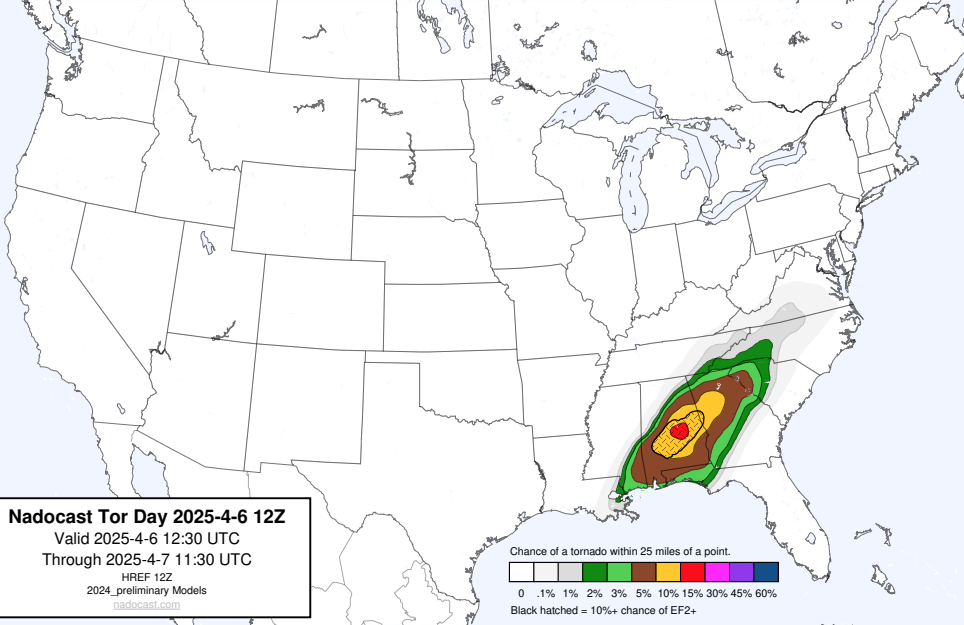 Nadocast Tor Day 2025-4-6 12Z
Valid 2025-4-6 12:30 UTC
Through 2025-4-7 11:30 UTC
HREF 12Z
2024_preliminary Models
nadocast.com
Chance of a tornado within 25 miles of a point.
0 .1% 1% 2% 3% 5% 10% 15% 30% 45% 60%
Black hatched = 10%+ chance of EF2+